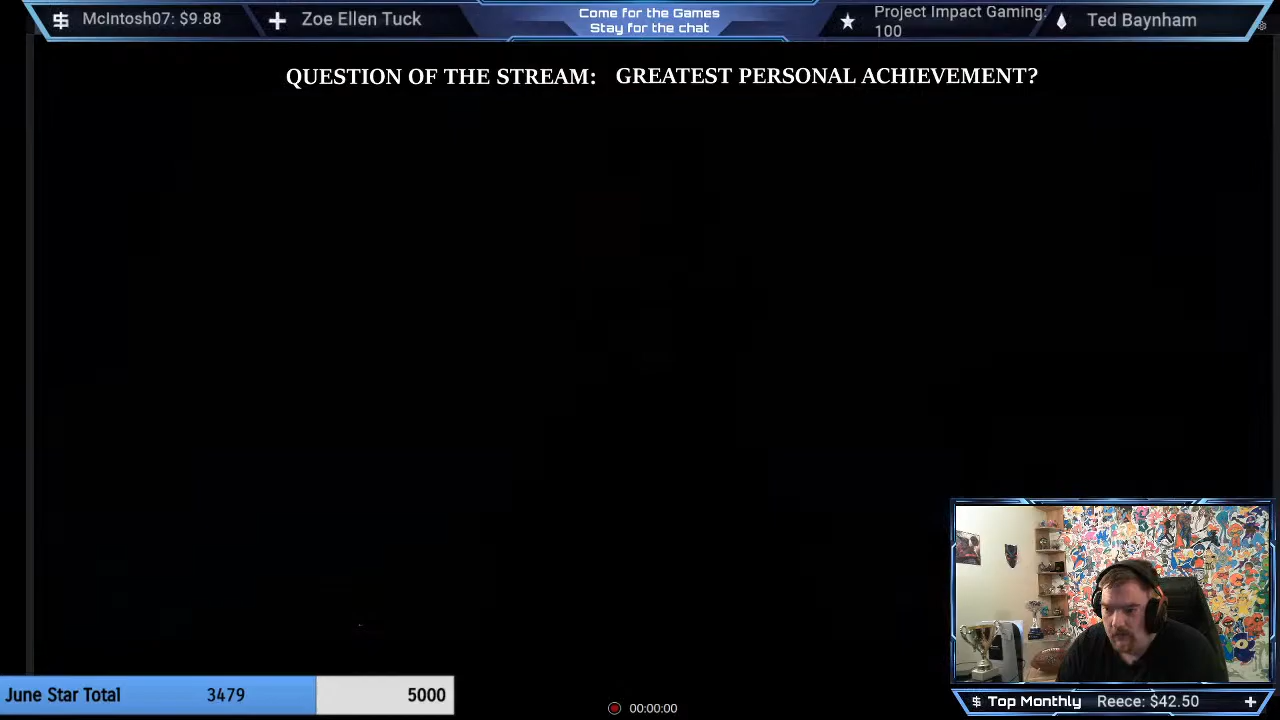 McIntosh07: $9.88
Zoe Ellen Tuck
Come for the Games
Stay for the chat
Project Impact Gaming:
100
Ted Baynham
QUESTION OF THE STREAM: GREATEST PERSONAL ACHIEVEMENT?
June Star Total 3479 5000
00:00:00
Top Monthly Reece: $42.50